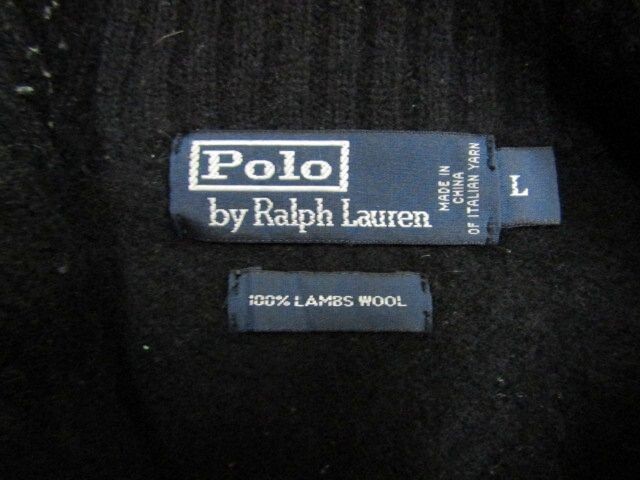 Polo
by Ralph Lauren
MADE IN
CHINA
OF ITALIAN YARN
L
100% LAMBS WOOL